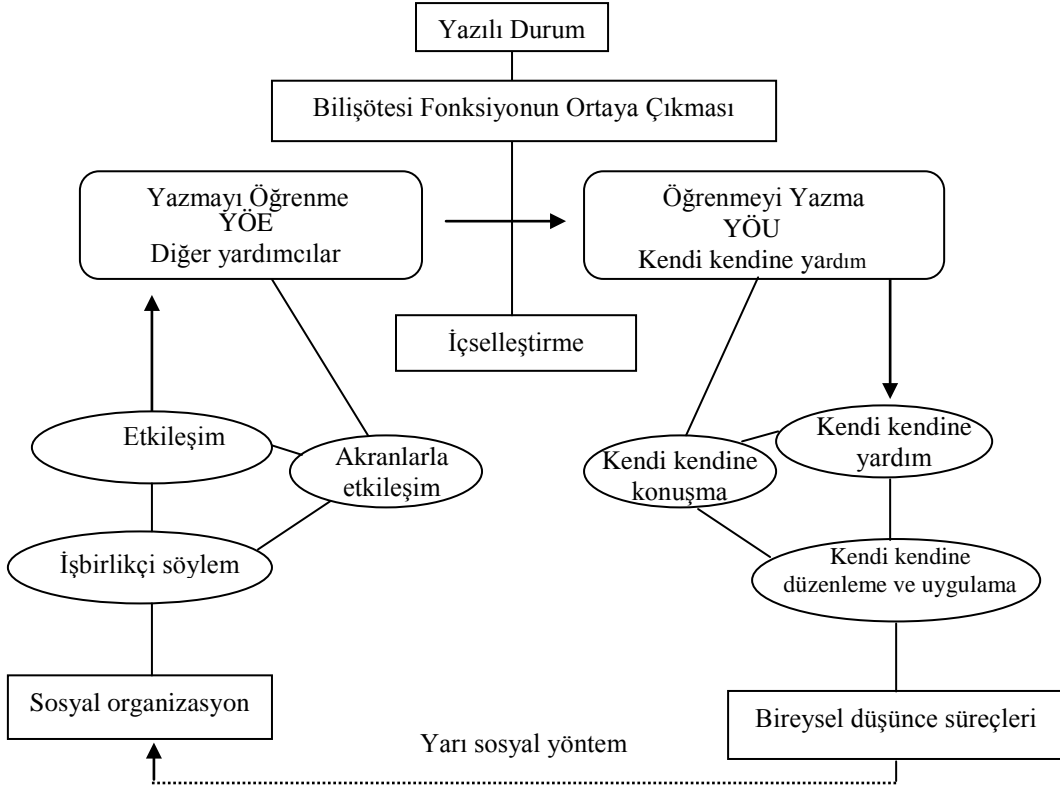 Yazılı Durum
Bilişötesi Fonksiyonun Ortaya Çıkması
Yazmayı Öğrenme
YÖE
Diğer yardımcılar
Öğrenmeyi Yazma
YÖU
Kendi kendine yardım
İçselleştirme
Etkileşim
Akranlarla
etkileşim
İşbirlikçi söylem
Sosyal organizasyon
Kendi kendine
konuşma
Kendi kendine
yardım
Kendi kendine
düzenleme ve uygulama
Bireysel düşünce süreçleri
Yarı sosyal yöntem